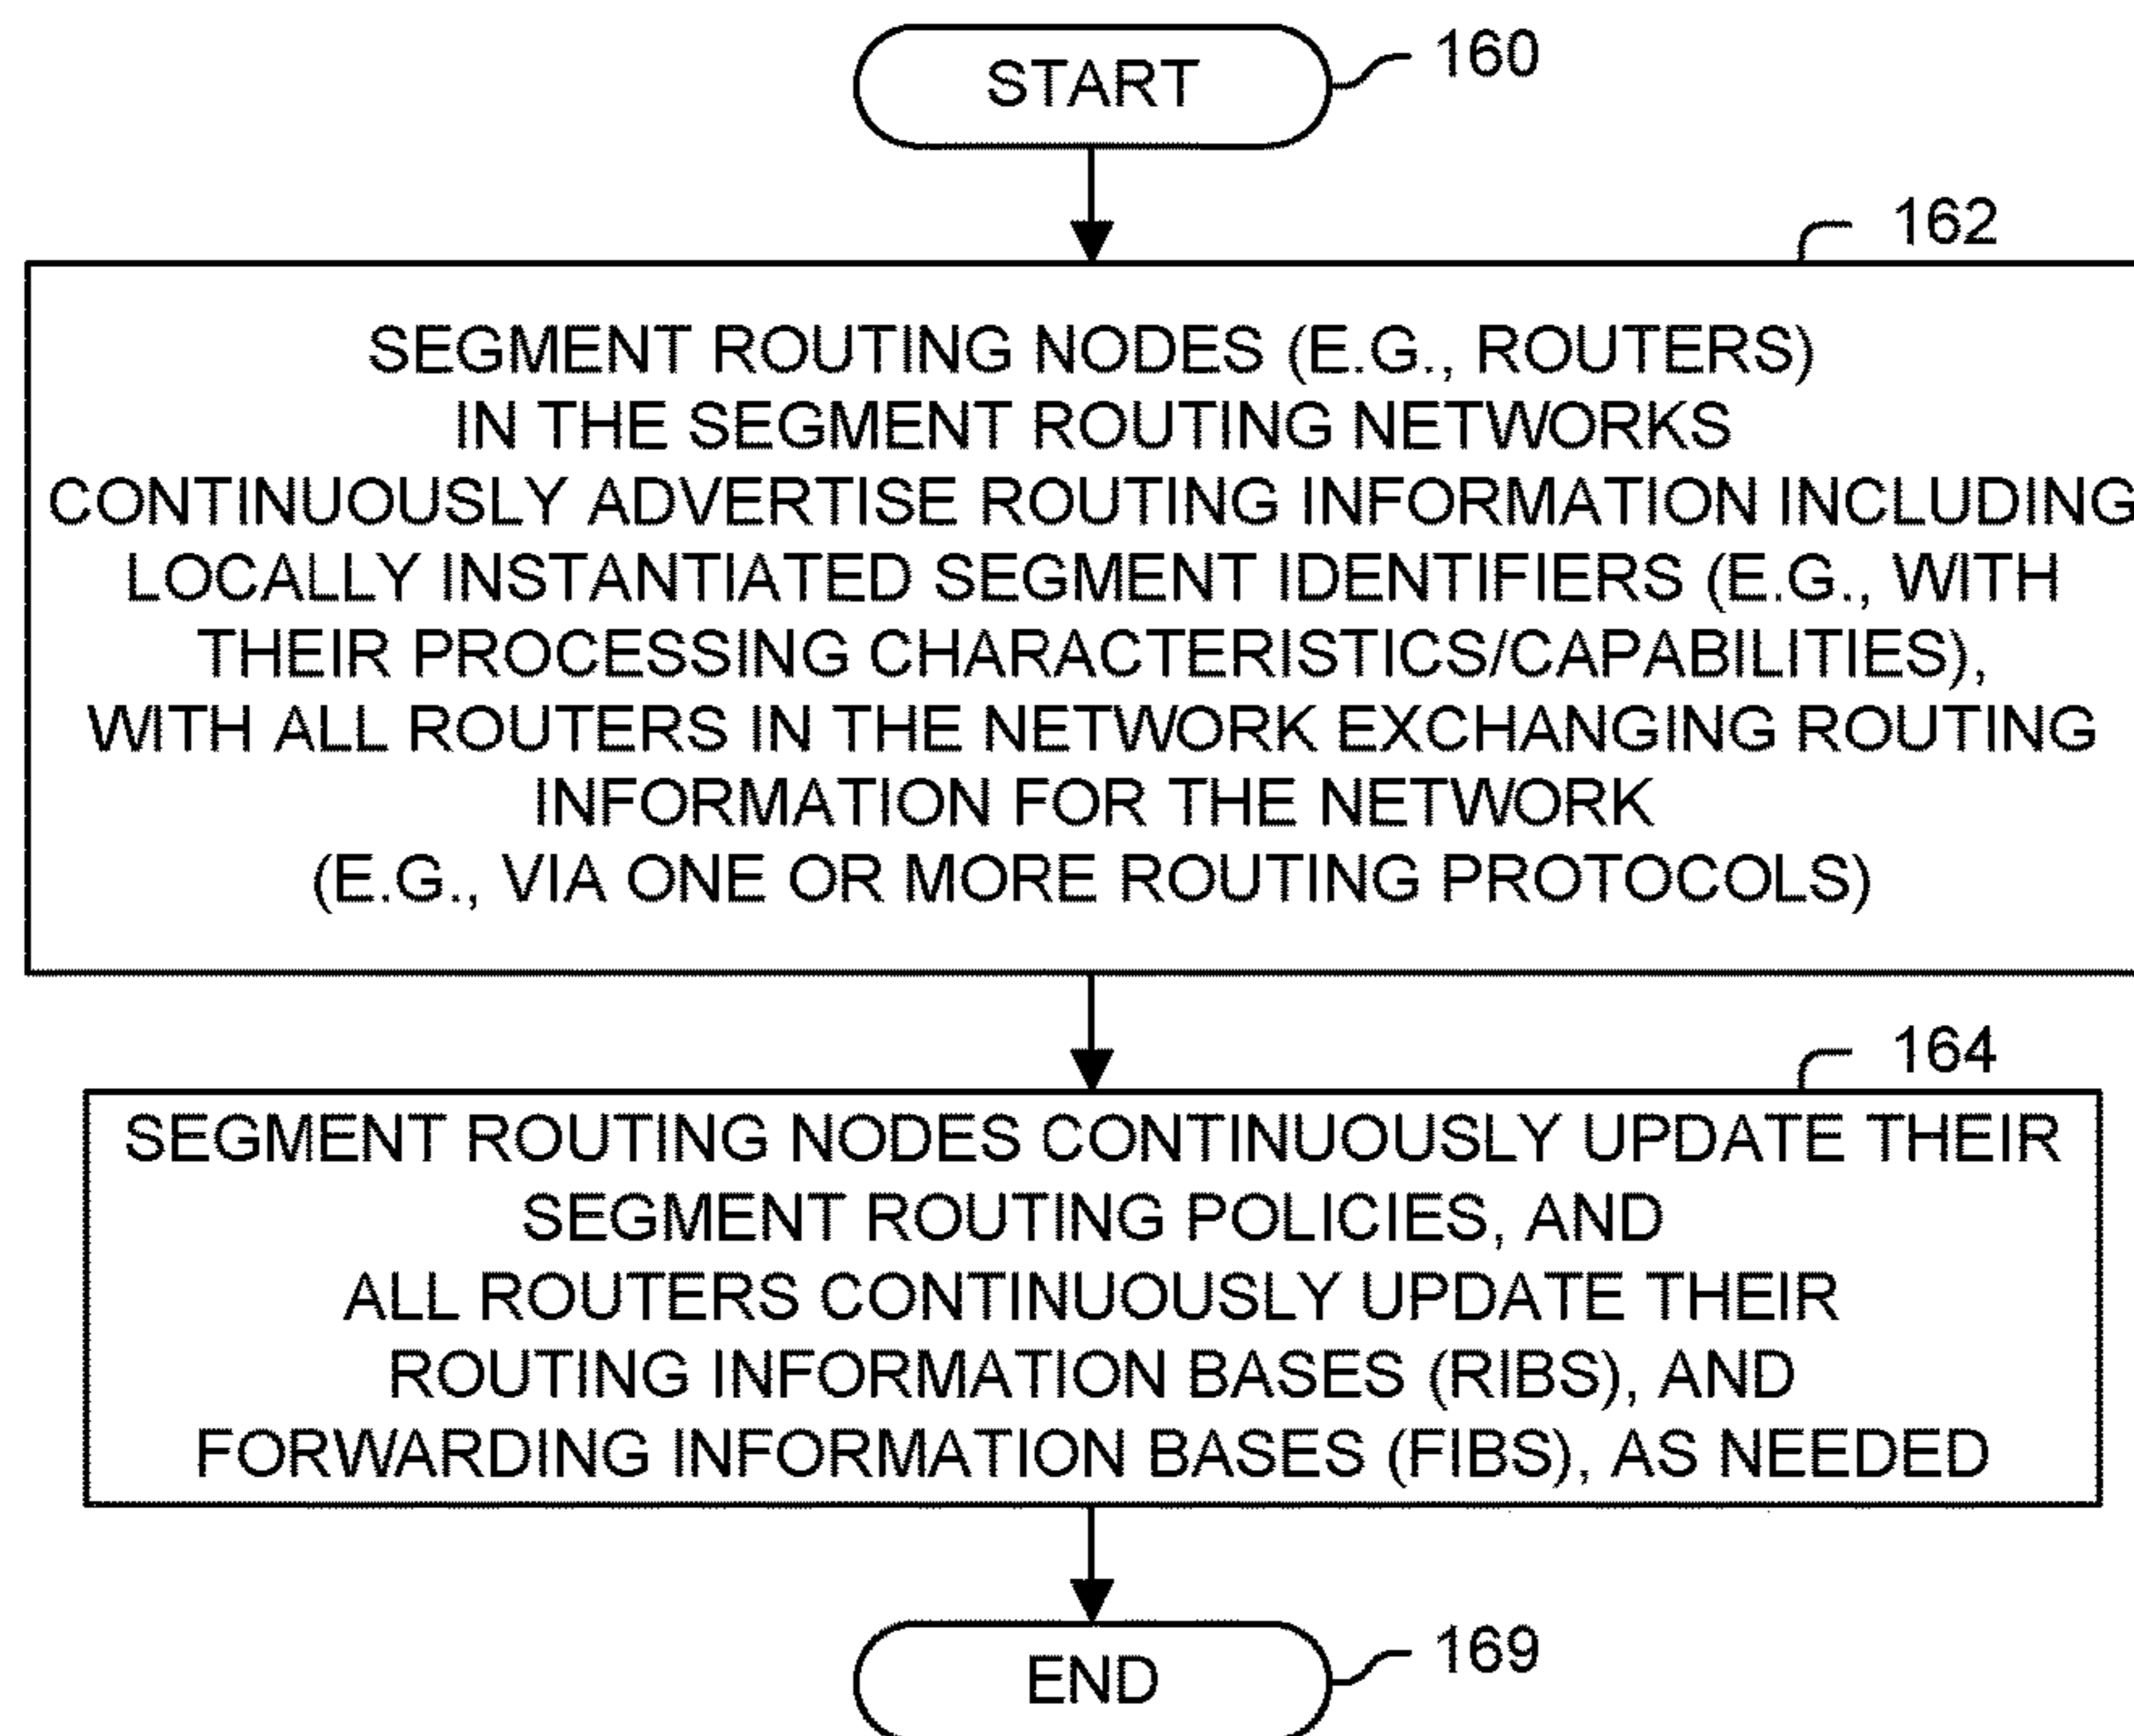 START
160
162
SEGMENT ROUTING NODES (E.G., ROUTERS)
IN THE SEGMENT ROUTING NETWORKS
CONTINUOUSLY ADVERTISE ROUTING INFORMATION INCLUDING
LOCALLY INSTANTIATED SEGMENT IDENTIFIERS (E.G., WITH
THEIR PROCESSING CHARACTERISTICS/CAPABILITIES),
WITH ALL ROUTERS IN THE NETWORK EXCHANGING ROUTING
INFORMATION FOR THE NETWORK
(E.G., VIA ONE OR MORE ROUTING PROTOCOLS)
164
SEGMENT ROUTING NODES CONTINUOUSLY UPDATE THEIR
SEGMENT ROUTING POLICIES, AND
ALL ROUTERS CONTINUOUSLY UPDATE THEIR
ROUTING INFORMATION BASES (RIBS), AND
FORWARDING INFORMATION BASES (FIBS), AS NEEDED
END
169